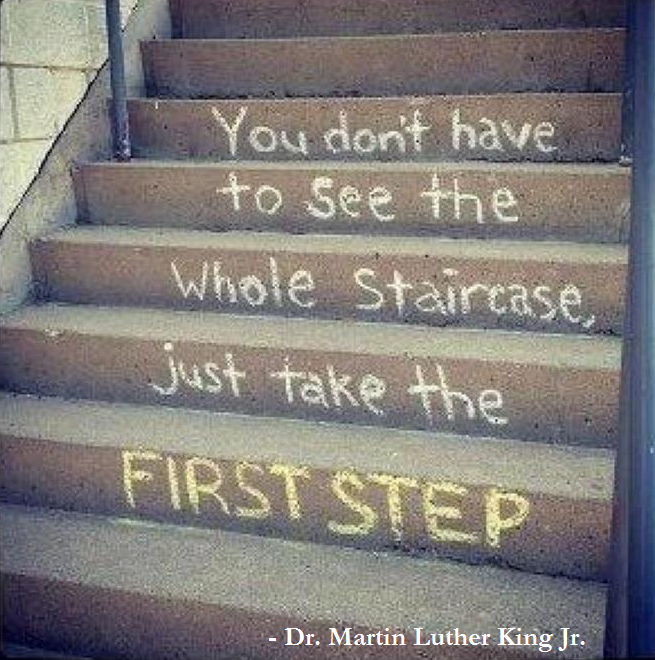 You don't have
to see the
Whole Staircase,
just take the
FIRST STEP
- Dr. Martin Luther King Jr.